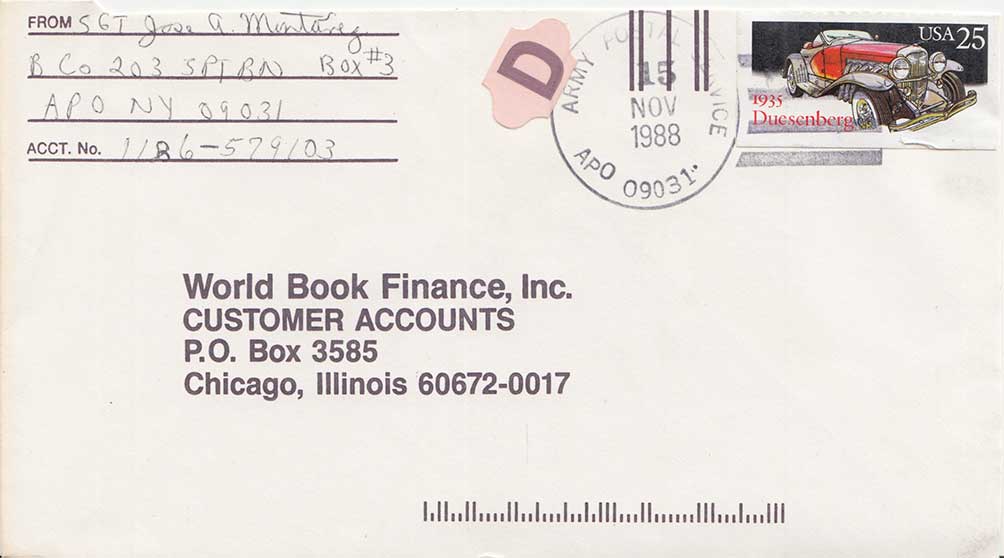 FROM SGT Jose A. Montanez
B Co 203 SPT BN BOX #3
APO NY 09031
ACCT. No. 1126-579103
D
ARMY POSTAL SERVICE
15
NOV
1988
APO 09031
USA 25
1935
Duesenberg
World Book Finance, Inc.
CUSTOMER ACCOUNTS
P.O. Box 3585
Chicago, Illinois 60672-0017